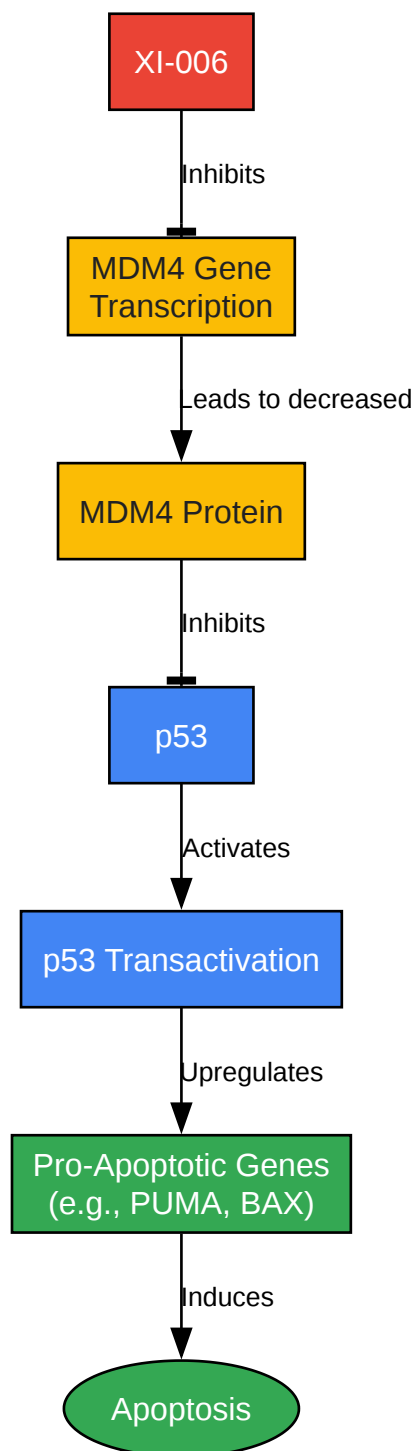 XI-006
Inhibits
MDM4 Gene
Transcription
Leads to decreased
MDM4 Protein
Inhibits
p53
Activates
p53 Transactivation
Upregulates
Pro-Apoptotic Genes
(e.g., PUMA, BAX)
Induces
Apoptosis